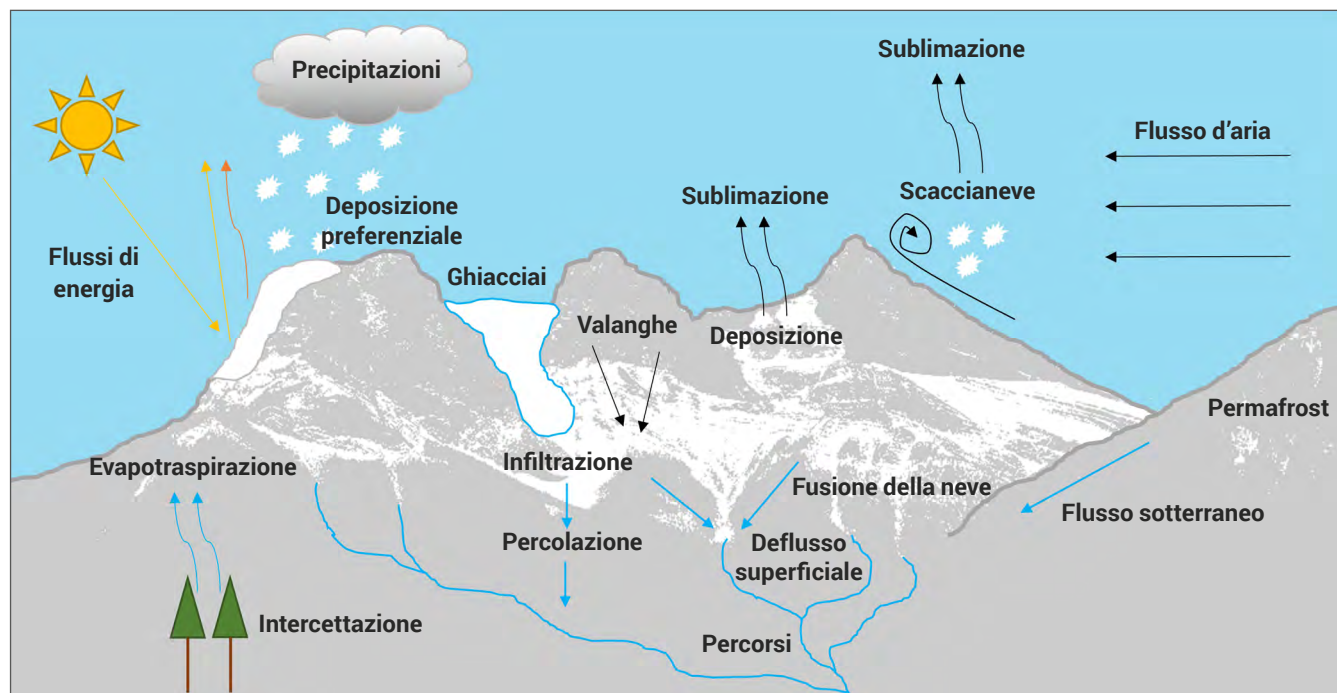 Precipitazioni
Sublimazione
Flusso d'aria
Sublimazione
Scaccianeve
Deposizione
preferenziale
Flussi di
energia
Ghiacciai
Valanghe
Deposizione
Permafrost
Evapotraspirazione
Infiltrazione
Fusione della neve
Flusso sotterraneo
Percolazione
Deflusso
superficiale
Intercettazione
Percorsi